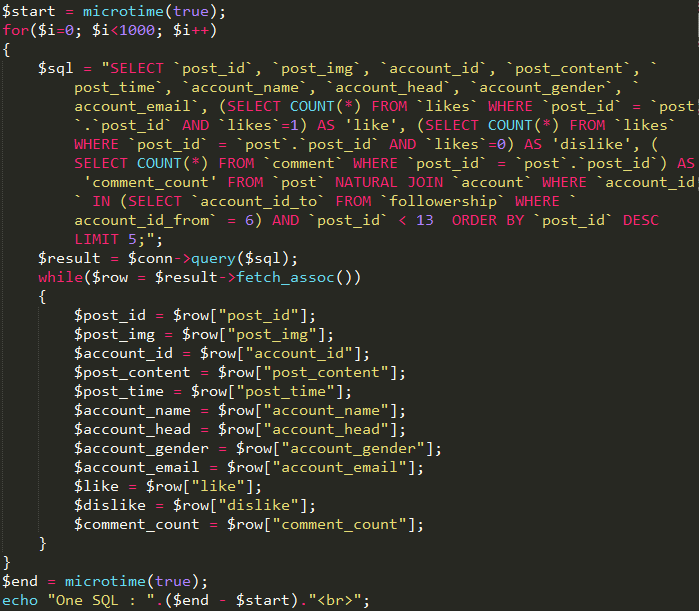 $start = microtime(true);
for($i=0; $i<1000; $i++)
{
$sql = "SELECT `post_id`, `post_img`, `account_id`, `post_content`, `
post_time`, `account_name`, `account_head`, `account_gender`, `
account_email`, (SELECT COUNT(*) FROM `likes` WHERE `post_id` = `post
`.`post_id` AND `likes`=1) AS 'like', (SELECT COUNT(*) FROM `likes`
WHERE `post_id` = `post`.`post_id` AND `likes`=0) AS 'dislike', (
SELECT COUNT(*) FROM `comment` WHERE `post_id` = `post`.`post_id`) AS
'comment_count' FROM `post` NATURAL JOIN `account` WHERE `account_id
` IN (SELECT `account_id_to` FROM `followership` WHERE `
account_id_from` = 6) AND `post_id` < 13  ORDER BY `post_id` DESC
LIMIT 5;";
$result = $conn->query($sql);
while($row = $result->fetch_assoc())
{
$post_id = $row["post_id"];
$post_img = $row["post_img"];
$account_id = $row["account_id"];
$post_content = $row["post_content"];
$post_time = $row["post_time"];
$account_name = $row["account_name"];
$account_head = $row["account_head"];
$account_gender = $row["account_gender"];
$account_email = $row["account_email"];
$like = $row["like"];
$dislike = $row["dislike"];
$comment_count = $row["comment_count"];
}
}
$end = microtime(true);
echo "One SQL : ".($end - $start)."<br>";